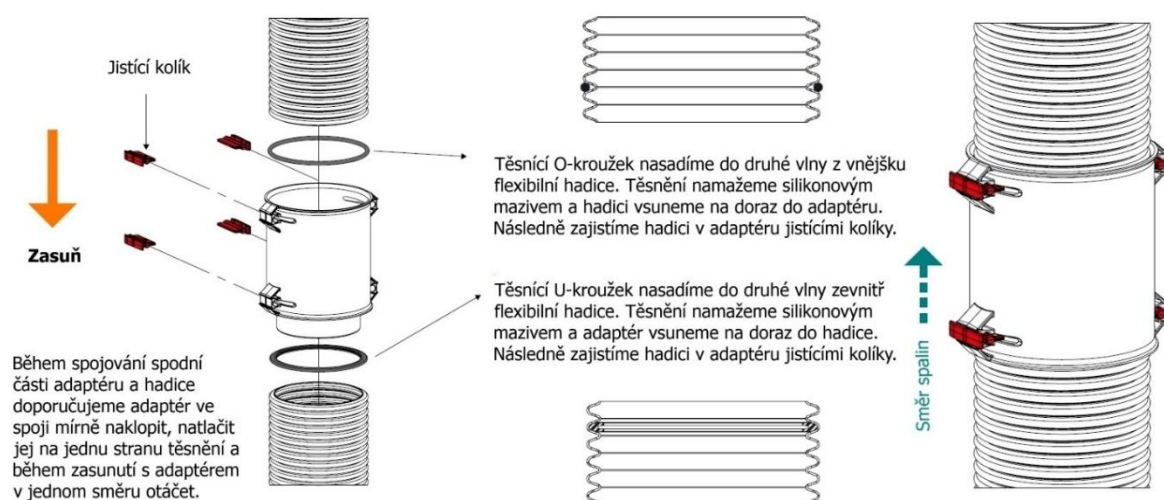 Jistící kolík
Zasuň
Těsnící O-kroužek nasadíme do druhé vlny z vnějšku
flexibilní hadice. Těsnění namažeme silikonovým
mazivem a hadici vsuneme na doraz do adaptéru.
Následně zajistíme hadici v adaptéru jistícími kolíky.
Těsnící U-kroužek nasadíme do druhé vlny zevnitř
flexibilní hadice. Těsnění namažeme silikonovým
mazivem a adaptér vsuneme na doraz do hadice.
Následně zajistíme hadici v adaptéru jistícími kolíky.
Během spojování spodní
části adaptéru a hadice
doporučujeme adaptér ve
spoji mírně naklopit, natlačit
jej na jednu stranu těsnění a
během zasunutí s adaptérem
v jednom směru otáčet.
Směr spalin